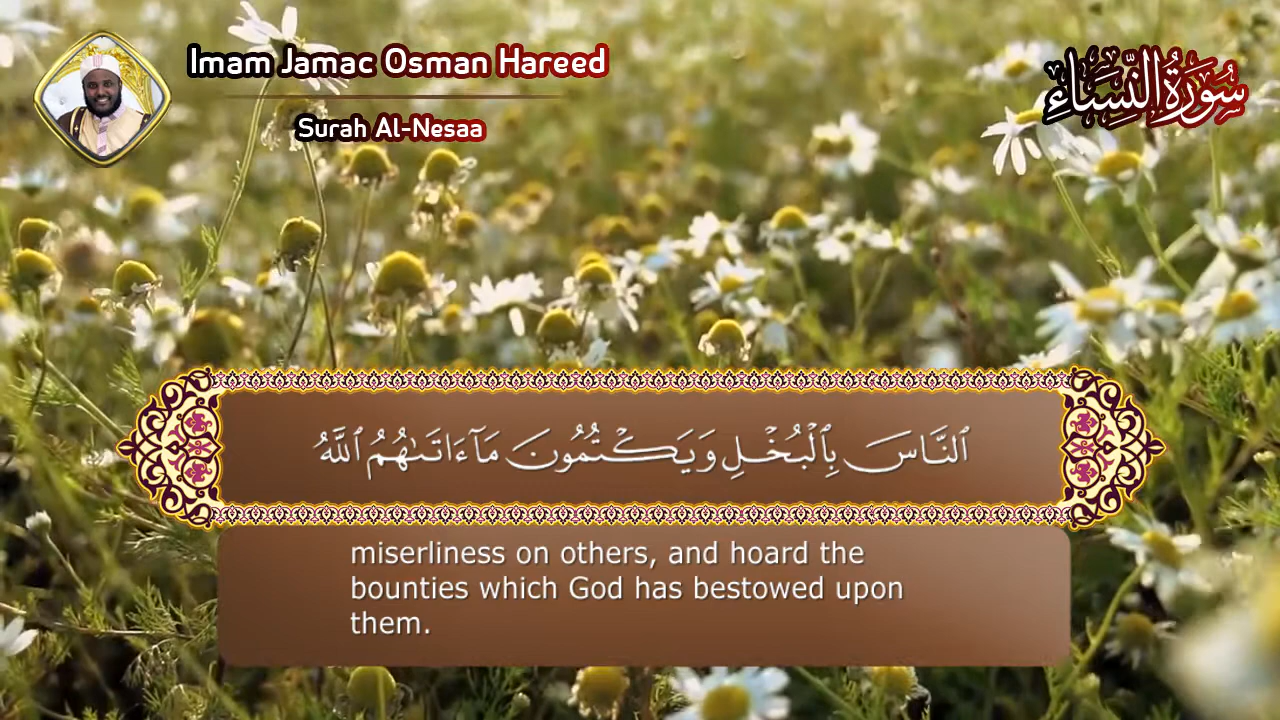 Imam Jamac Osman Hareed
Surah Al-Nesaa
سُورَةُ النِّسَاءِ
ٱلنَّاسَ بِٱلْبُخْلِ وَيَكْتُمُونَ مَآ ءَاتَىٰهُمُ ٱللَّهُ
miserliness on others, and hoard the
bounties which God has bestowed upon
them.